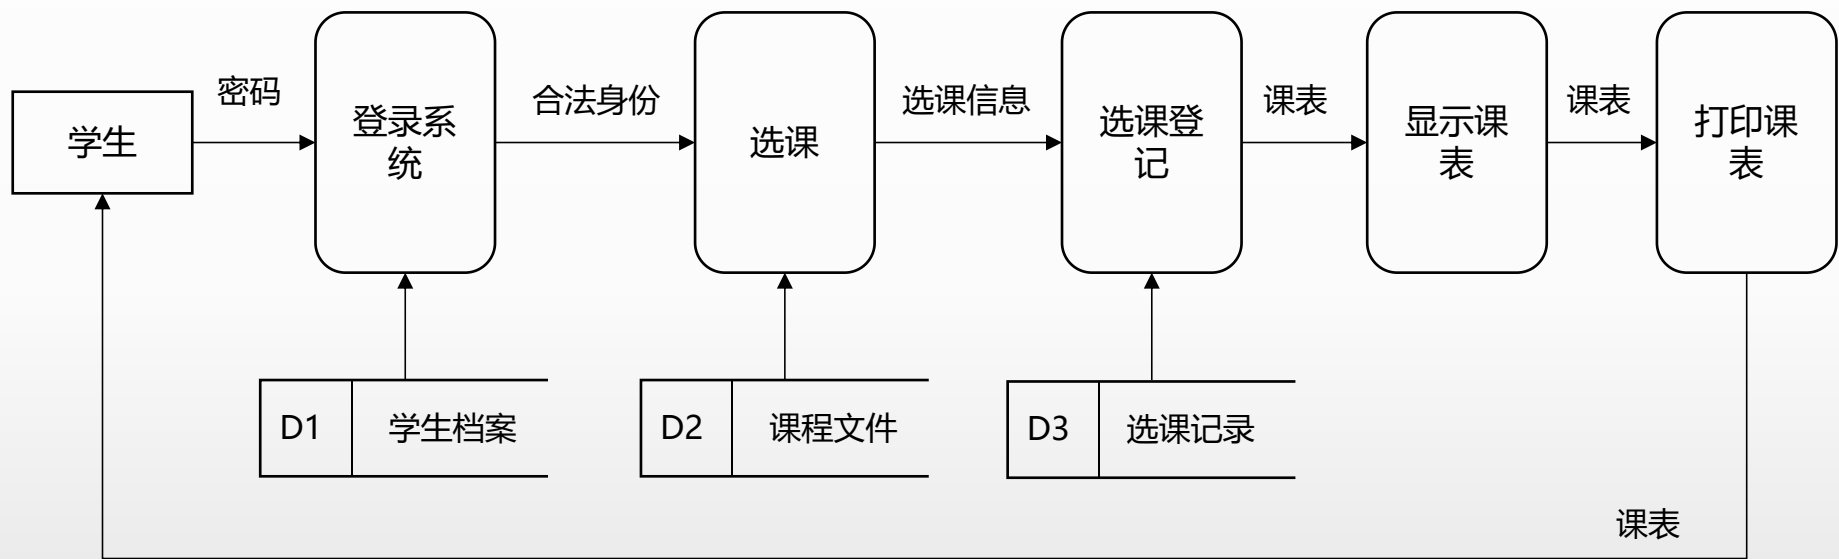 密码
合法身份
选课信息
课表
课表
学生
登录系
统
选课
选课登
记
显示课
表
打印课
表
D1
学生档案
D2
课程文件
D3
选课记录
课表